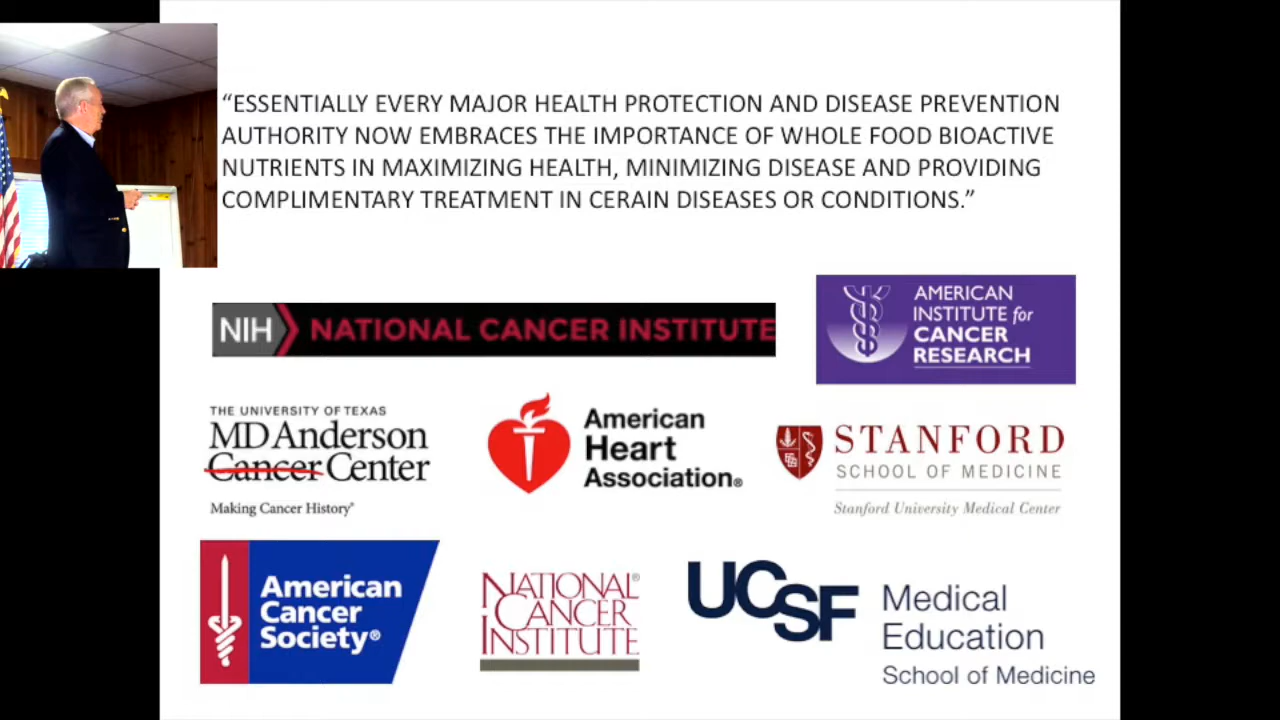 “ESSENTIALLY EVERY MAJOR HEALTH PROTECTION AND DISEASE PREVENTION
AUTHORITY NOW EMBRACES THE IMPORTANCE OF WHOLE FOOD BIOACTIVE
NUTRIENTS IN MAXIMIZING HEALTH, MINIMIZING DISEASE AND PROVIDING
COMPLIMENTARY TREATMENT IN CERAIN DISEASES OR CONDITIONS.”
NIH NATIONAL CANCER INSTITUTE
AMERICAN
INSTITUTE for
CANCER
RESEARCH
THE UNIVERSITY OF TEXAS
MD Anderson
Cancer Center
Making Cancer History®
American
Heart
Association®
STANFORD
SCHOOL OF MEDICINE
Stanford University Medical Center
American
Cancer
Society®
NATIONAL®
CANCER
INSTITUTE
UCSF
Medical
Education
School of Medicine